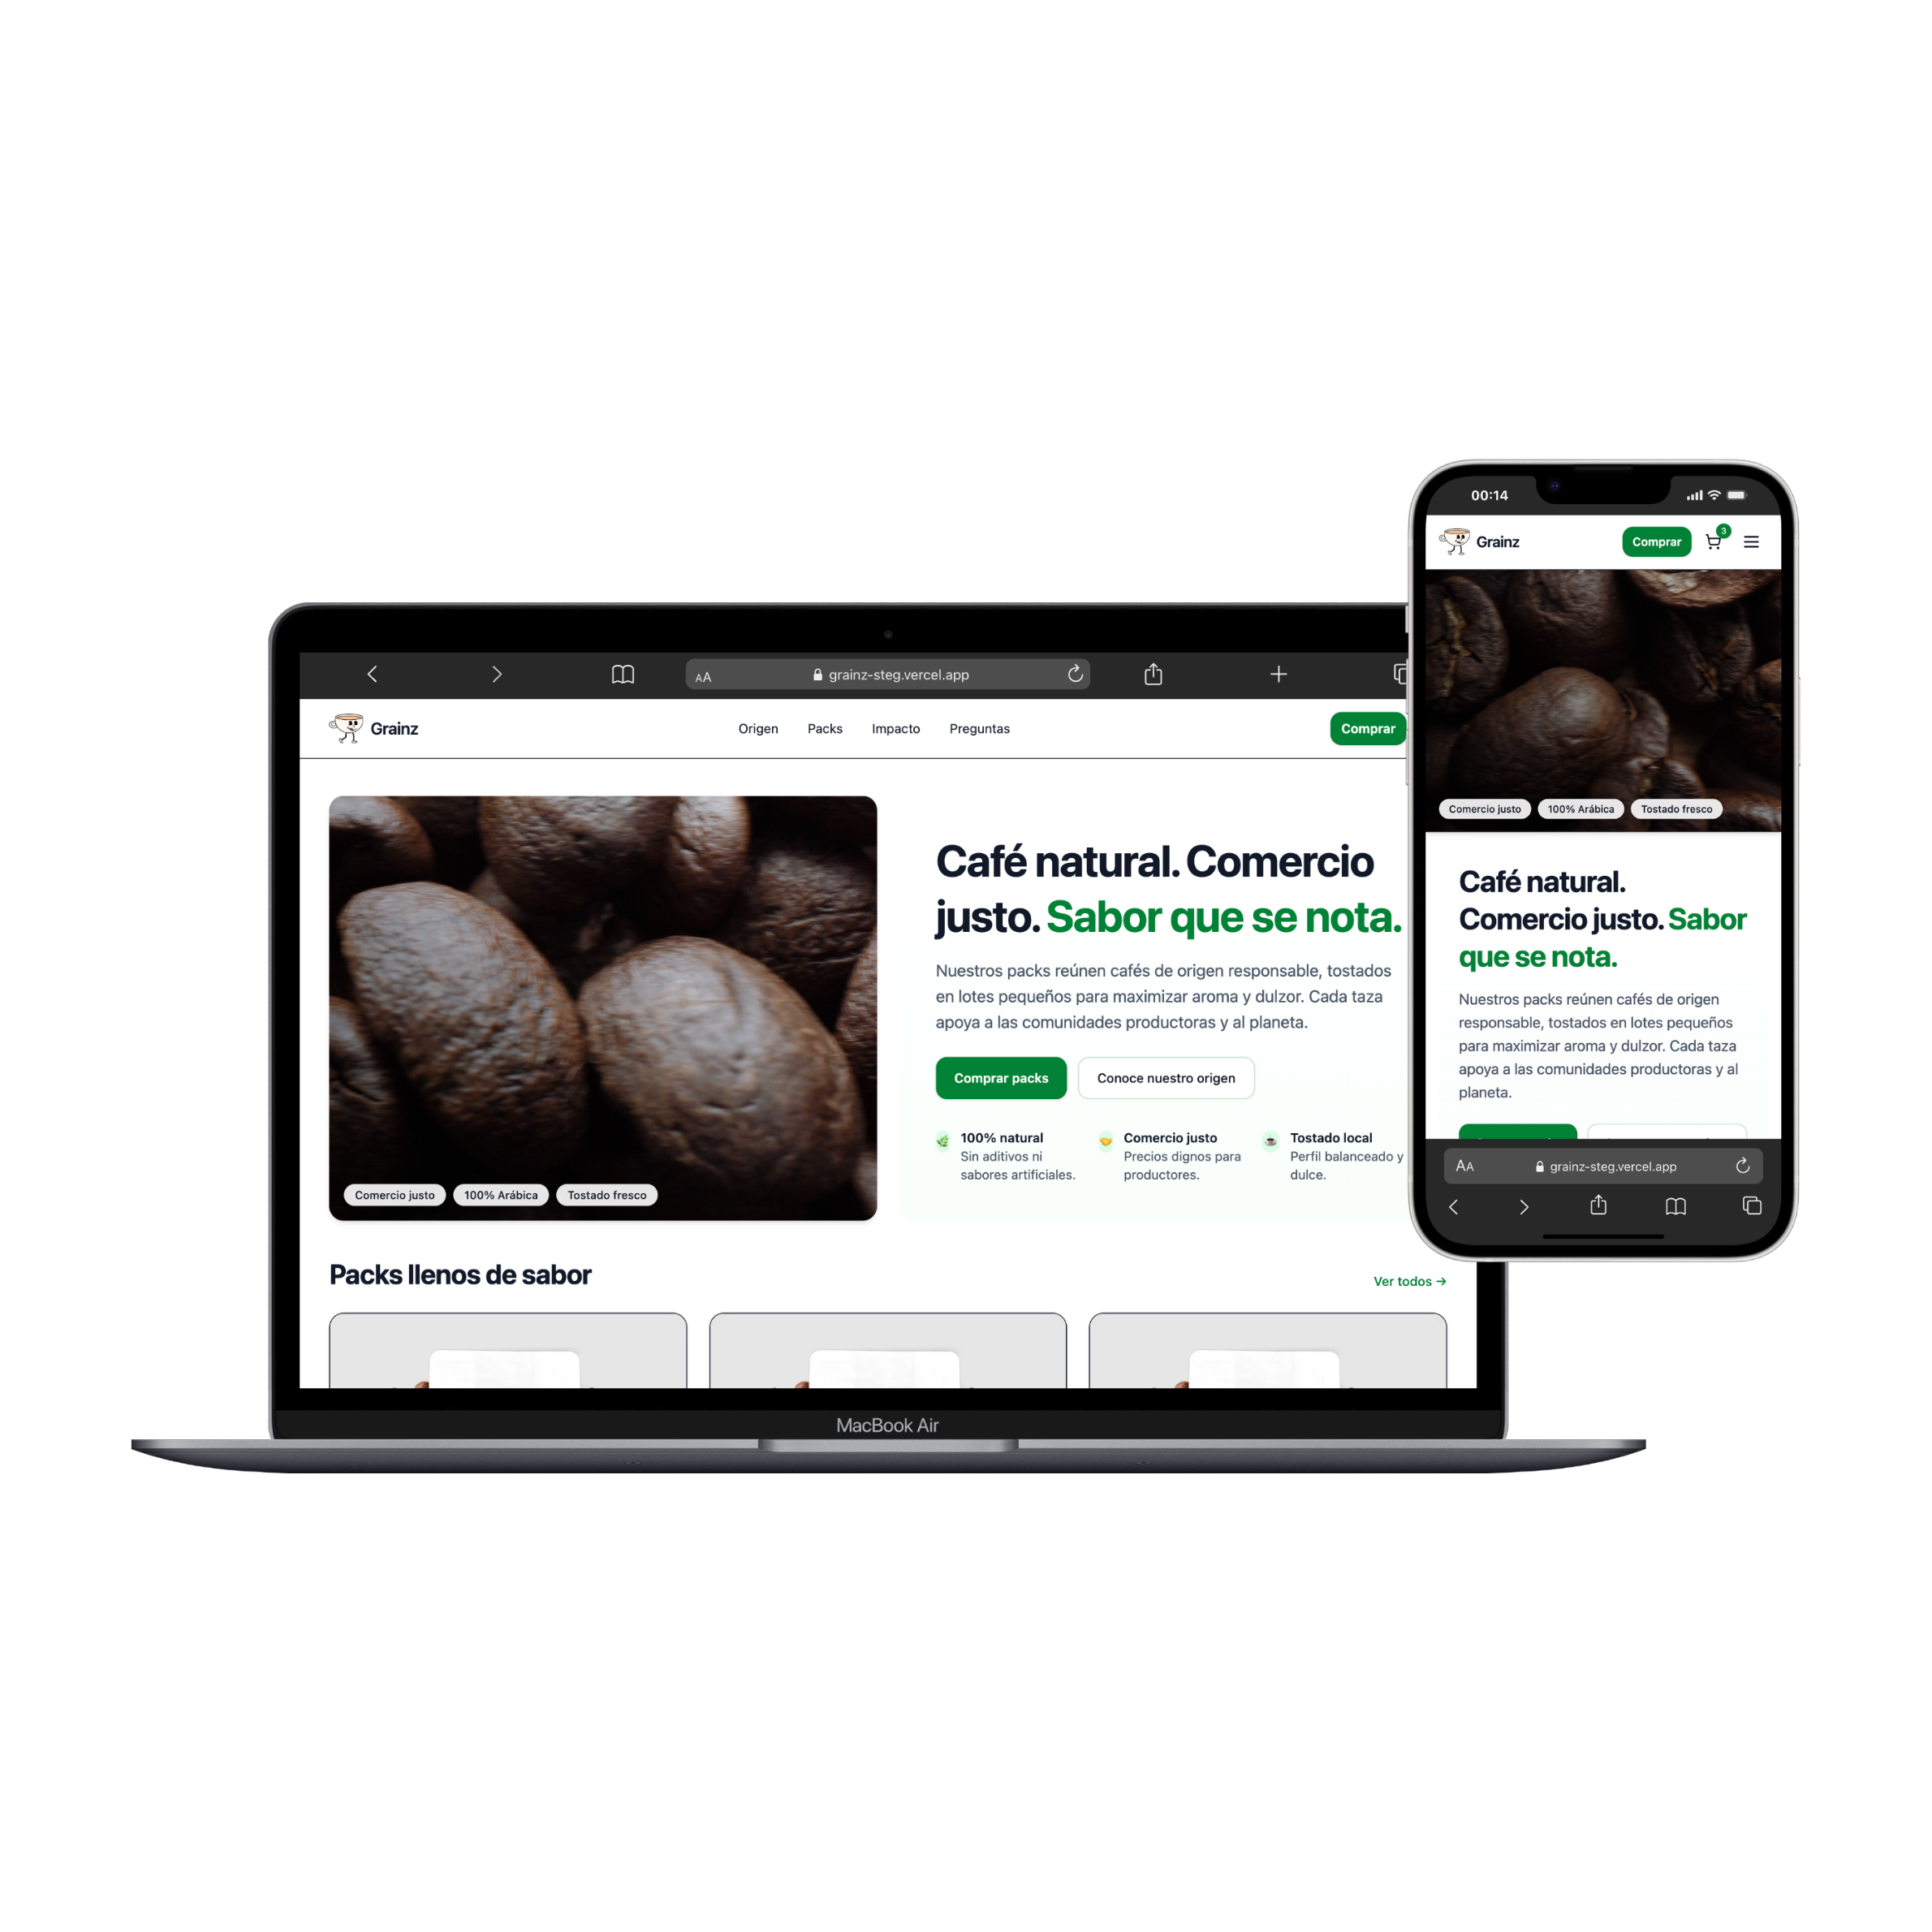 grainz-steg.vercel.app
Grainz
Origen
Packs
Impacto
Preguntas
Comprar
Comercio justo
100% Arábica
Tostado fresco
Café natural. Comercio
justo. Sabor que se nota.
Nuestros packs reúnen cafés de origen responsable, tostados
en lotes pequeños para maximizar aroma y dulzor. Cada taza
apoya a las comunidades productoras y al planeta.
Comprar packs
Conoce nuestro origen
100% natural
Sin aditivos ni
sabores artificiales.
Comercio justo
Precios dignos para
productores.
Tostado local
Perfil balanceado y
dulce.
Packs llenos de sabor
Ver todos →
MacBook Air
00:14
Grainz
Comprar
3
Comercio justo
100% Arábica
Tostado fresco
Café natural.
Comercio justo. Sabor
que se nota.
Nuestros packs reúnen cafés de origen
responsable, tostados en lotes pequeños
para maximizar aroma y dulzor. Cada taza
apoya a las comunidades productoras y al
planeta.
AA
grainz-steg.vercel.app